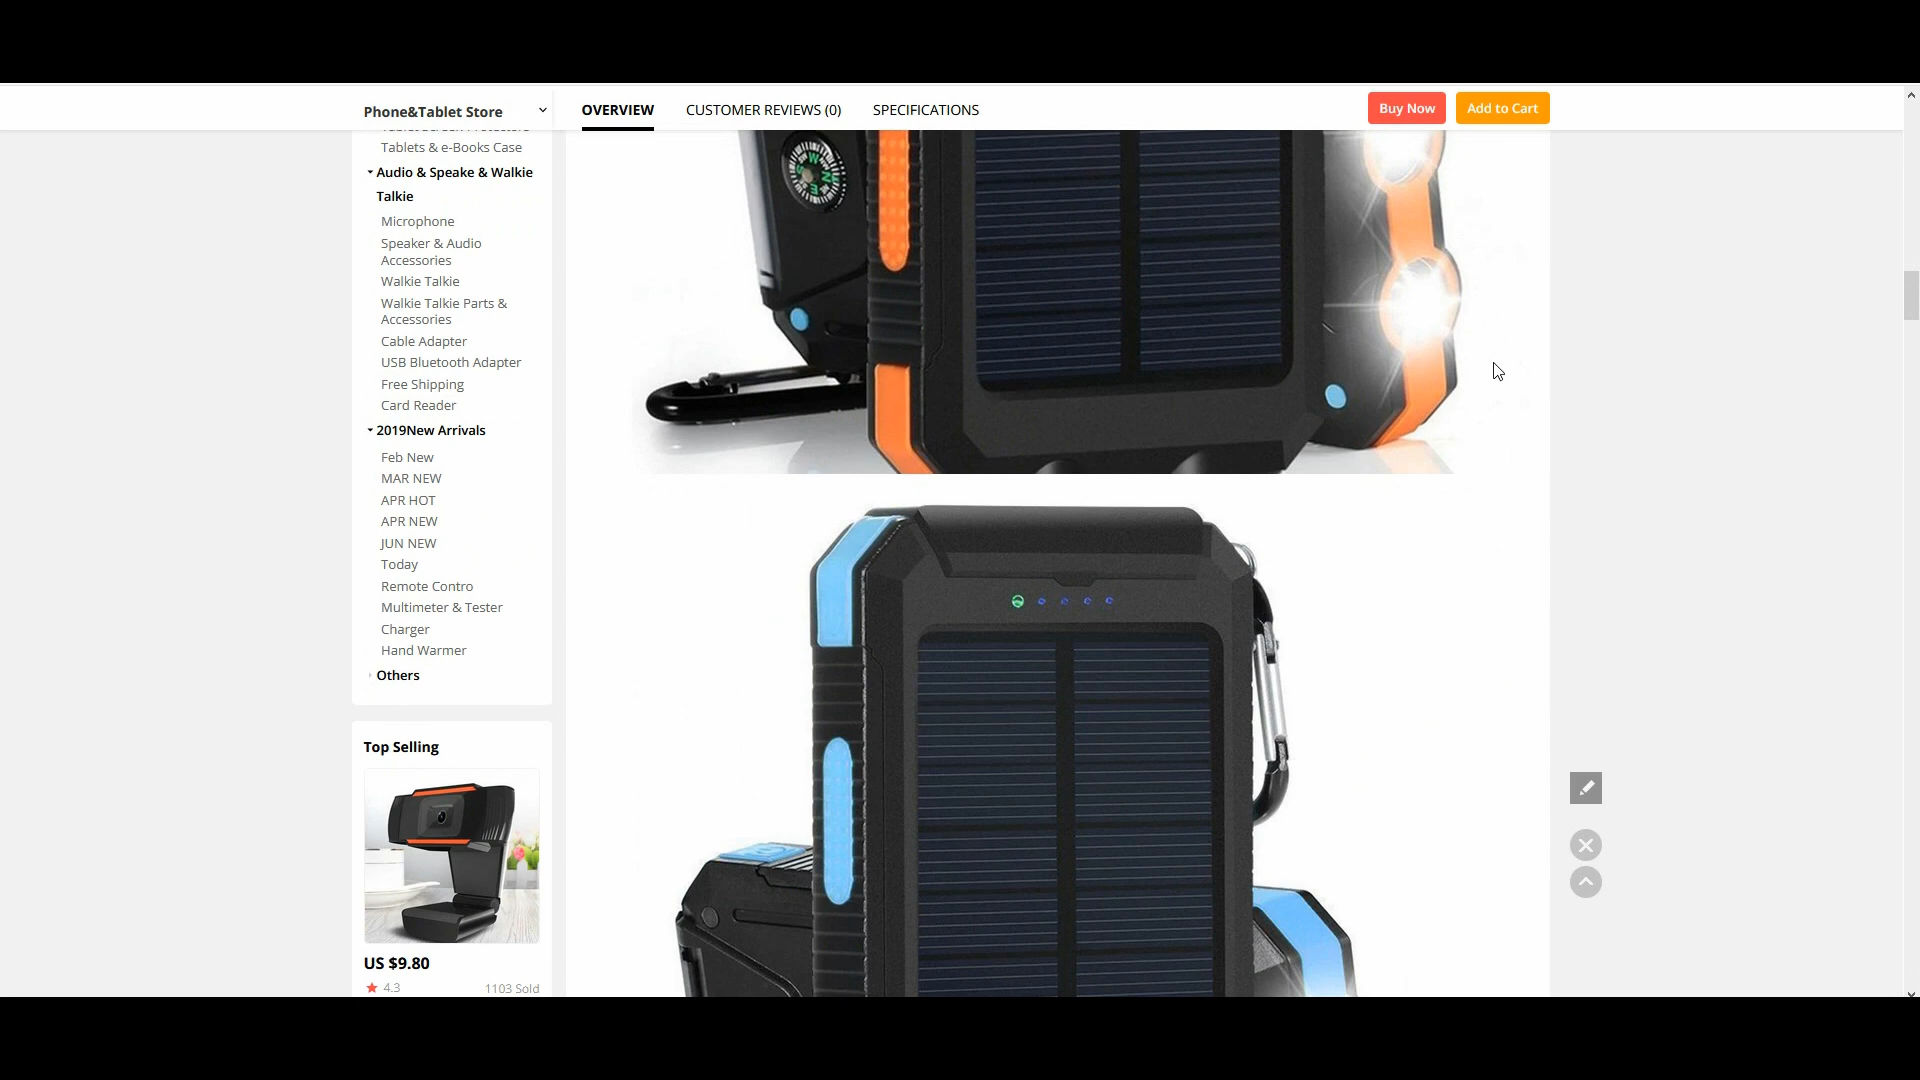 Phone&Tablet Store
OVERVIEW
CUSTOMER REVIEWS (0)
SPECIFICATIONS
Buy Now
Add to Cart
Tablet Screen Protectors
Tablets & e-Books Case
Audio & Speake & Walkie
Talkie
Microphone
Speaker & Audio
Accessories
Walkie Talkie
Walkie Talkie Parts &
Accessories
Cable Adapter
USB Bluetooth Adapter
Free Shipping
Card Reader
2019New Arrivals
Feb New
MAR NEW
APR HOT
APR NEW
JUN NEW
Today
Remote Contro
Multimeter & Tester
Charger
Hand Warmer
Others
Top Selling
US $9.80
4.3
1103 Sold
W
N
E
S